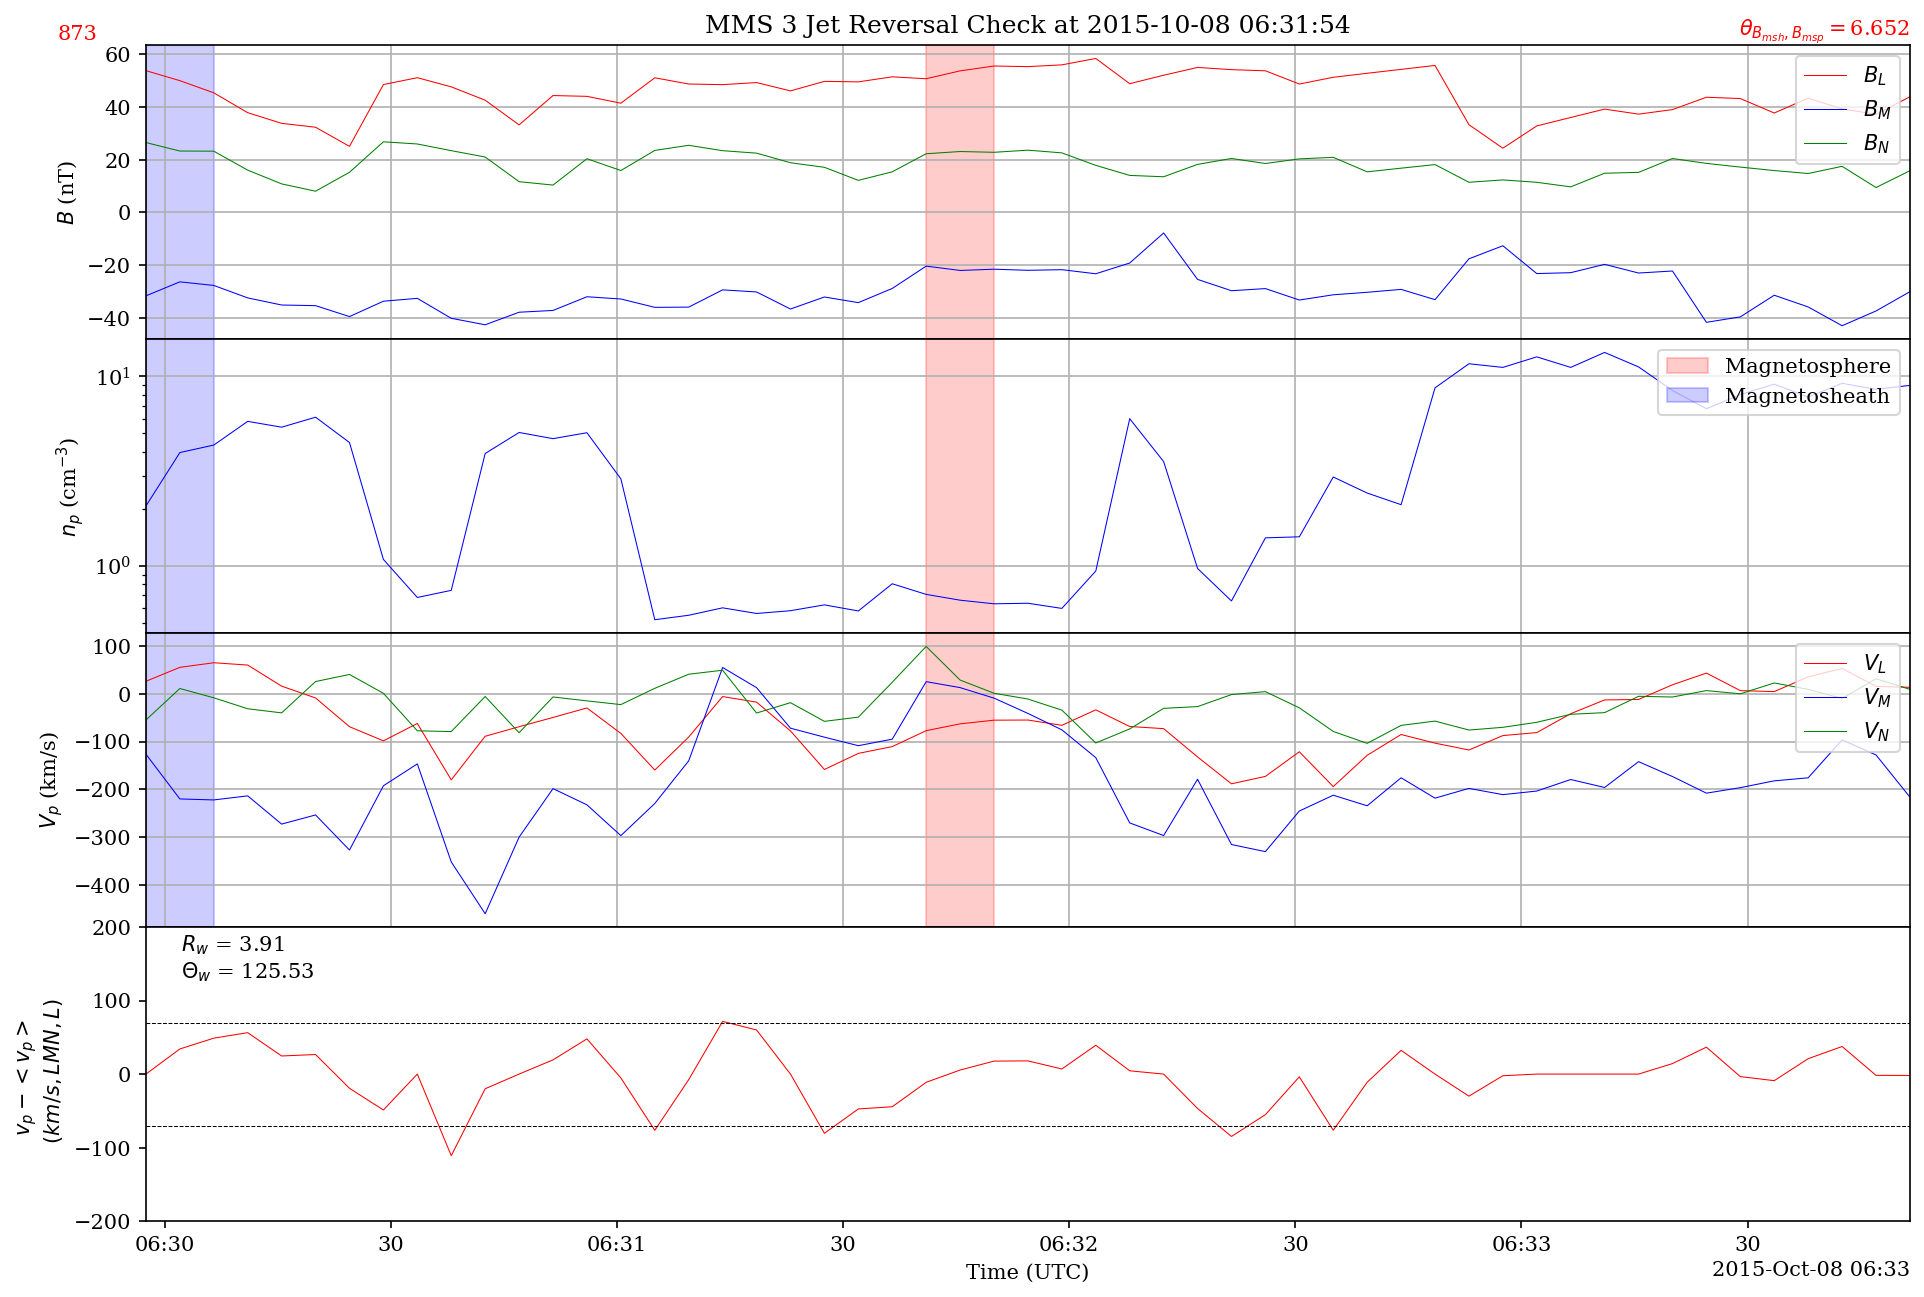 873
MMS 3 Jet Reversal Check at 2015-10-08 06:31:54
θ_{B_{msh}, B_{msp}} = 6.652
60
40
20
0
−20
−40
B (nT)
B_L
B_M
B_N
10^1
10^0
n_p (cm^{−3})
Magnetosphere
Magnetosheath
100
0
−100
−200
−300
−400
V_p (km/s)
V_L
V_M
V_N
200
100
0
−100
−200
v_p − < v_p >
(km/s, LMN, L)
R_w = 3.91
Θ_w = 125.53
06:30 30 06:31 30 06:32 30 06:33 30
Time (UTC)
2015-Oct-08 06:33